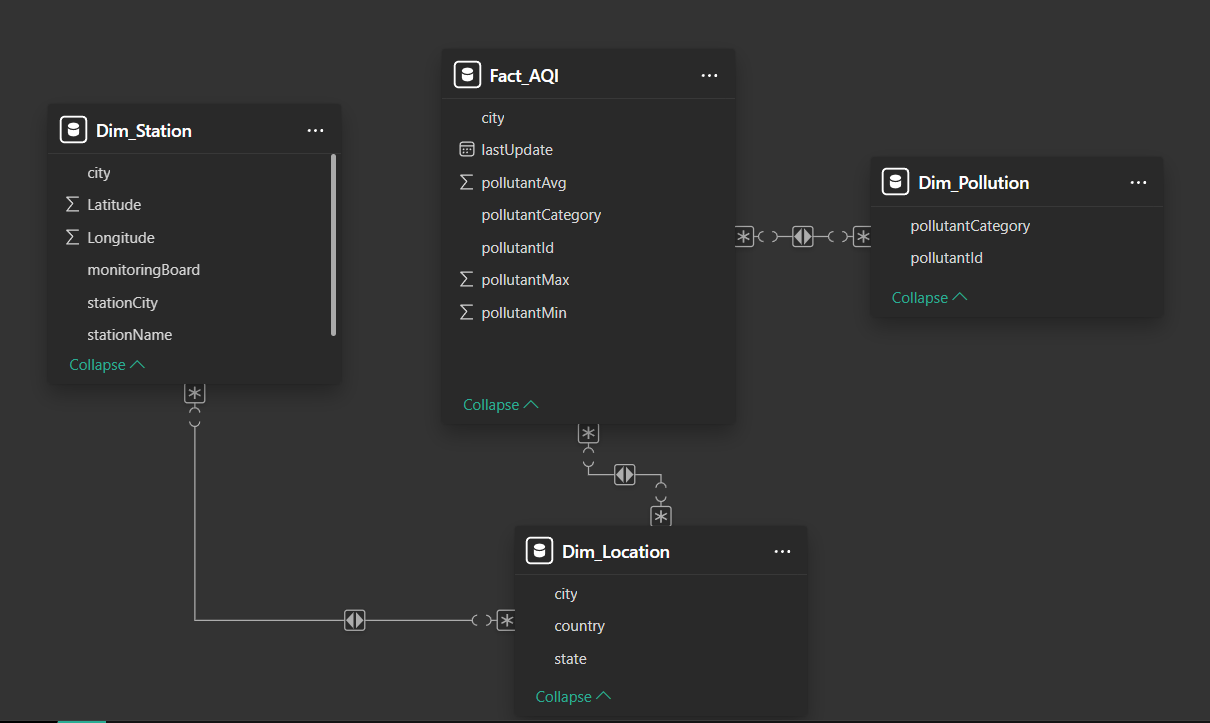 Dim_Station
city
Latitude
Longitude
monitoringBoard
stationCity
stationName
Collapse
Fact_AQI
city
lastUpdate
pollutantAvg
pollutantCategory
pollutantId
pollutantMax
pollutantMin
Collapse
Dim_Pollution
pollutantCategory
pollutantId
Collapse
Dim_Location
city
country
state
Collapse